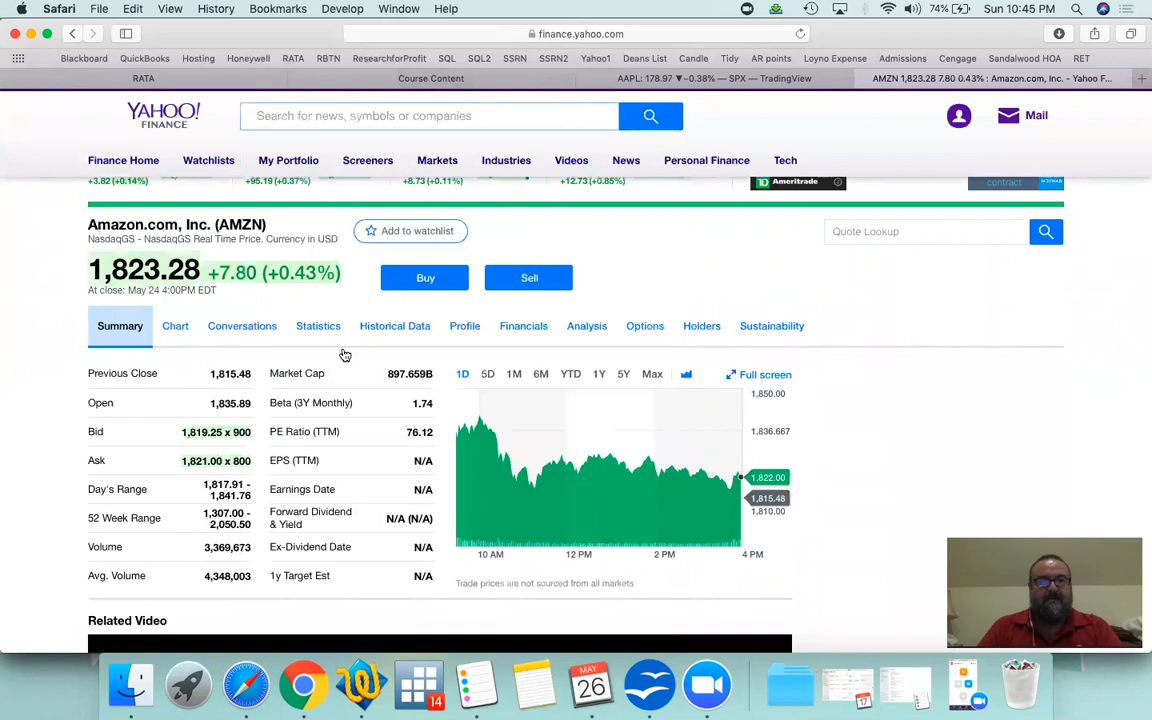 Safari File Edit View History Bookmarks Develop Window Help 74% Sun 10:45 PM
finance.yahoo.com
Blackboard QuickBooks Hosting Honeywell RATA RBTN ResearchforProfit SQL SQL2 SSRN SSRN2 Yahoo1 Deans List Candle Tidy AR points Loyno Expense Admissions Cengage Sandalwood HOA RET
RATA Course Content AAPL: 178.97 ▼−0.38% — SPX — TradingView AMZN 1,823.28 7.80 0.43% : Amazon.com, Inc. - Yahoo F...
YAHOO!
FINANCE
Search for news, symbols or companies
Mail
Finance Home Watchlists My Portfolio Screeners Markets Industries Videos News Personal Finance Tech
+3.82 (+0.14%) +95.19 (+0.37%) +8.73 (+0.11%) +12.73 (+0.85%) TD Ameritrade contract
Amazon.com, Inc. (AMZN)
NasdaqGS - NasdaqGS Real Time Price. Currency in USD
Add to watchlist
Quote Lookup
1,823.28 +7.80 (+0.43%)
At close: May 24 4:00PM EDT
Buy Sell
Summary Chart Conversations Statistics Historical Data Profile Financials Analysis Options Holders Sustainability
Previous Close 1,815.48
Open 1,835.89
Bid 1,819.25 x 900
Ask 1,821.00 x 800
Day's Range 1,817.91 -
1,841.76
52 Week Range 1,307.00 -
2,050.50
Volume 3,369,673
Avg. Volume 4,348,003
Market Cap 897.659B
Beta (3Y Monthly) 1.74
PE Ratio (TTM) 76.12
EPS (TTM) N/A
Earnings Date N/A
Forward Dividend
& Yield N/A (N/A)
Ex-Dividend Date N/A
1y Target Est N/A
1D 5D 1M 6M YTD 1Y 5Y Max Full screen
1,850.00
1,836.667
1,822.00
1,815.48
1,810.00
10 AM 12 PM 2 PM 4 PM
Trade prices are not sourced from all markets
Related Video
14
MAY
26
17